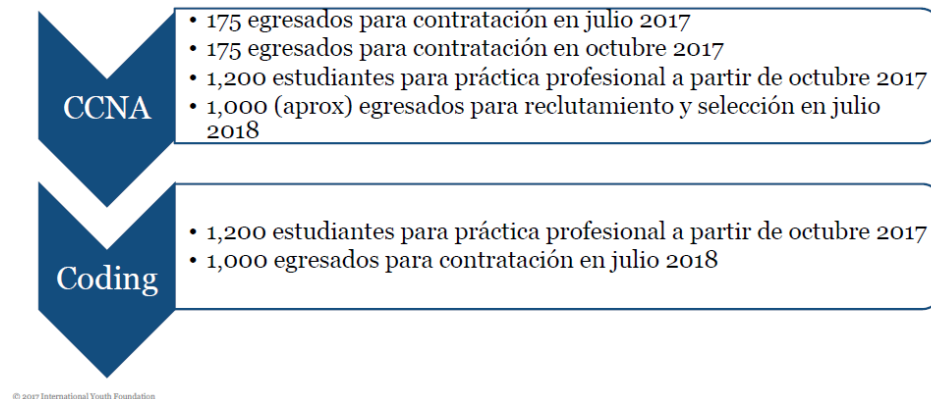 CCNA
• 175 egresados para contratación en julio 2017
• 175 egresados para contratación en octubre 2017
• 1,200 estudiantes para práctica profesional a partir de octubre 2017
• 1,000 (aprox) egresados para reclutamiento y selección en julio
2018
Coding
• 1,200 estudiantes para práctica profesional a partir de octubre 2017
• 1,000 egresados para contratación en julio 2018
© 2017 International Youth Foundation